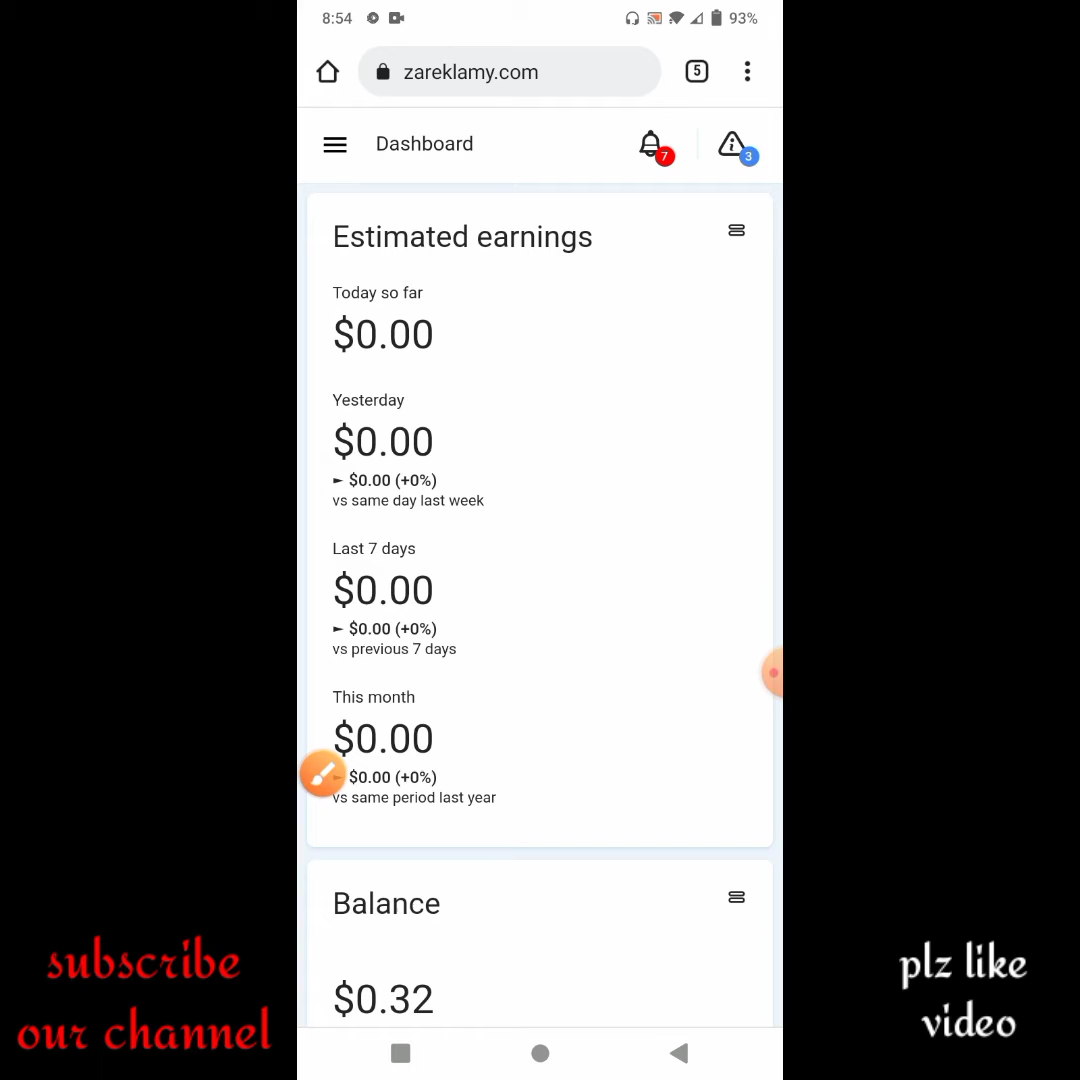 8:54
93%
zareklamy.com
5
Dashboard
7
3
Estimated earnings
Today so far
$0.00
Yesterday
$0.00
► $0.00 (+0%)
vs same day last week
Last 7 days
$0.00
► $0.00 (+0%)
vs previous 7 days
This month
$0.00
$0.00 (+0%)
vs same period last year
Balance
$0.32
subscribe
our channel
plz like
video